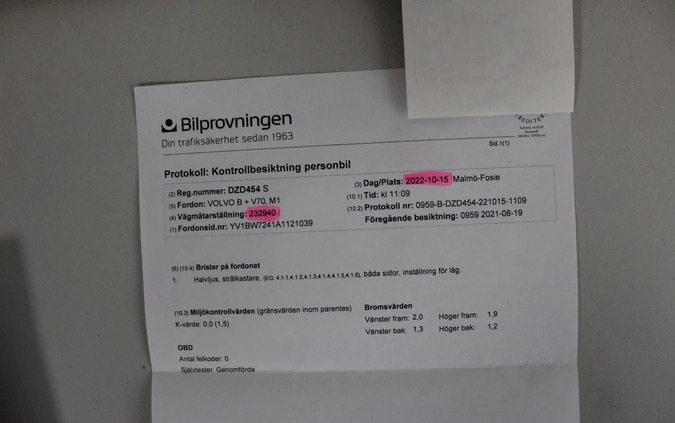 Bilprovningen
Din trafiksäkerhet sedan 1963
Sid.1(1)
Protokoll: Kontrollbesiktning personbil
(2) Reg.nummer: DZD454 S
(5) Fordon: VOLVO B + V70, M1
(4) Vägmätarställning: 232940
(1) Fordonsid.nr: YV1BW7241A1121039
(3) Dag/Plats: 2022-10-15 Malmö-Fosie
(10.1) Tid: kl 11:09
(10.2) Protokoll nr: 0959-B-DZD454-221015-1109
Föregående besiktning: 0959 2021-08-19
(6) (10.4) Brister på fordonet
1. Halvljus, strålkastare, (EG: 4.1.1,4.1.2,4.1.3,4.1.4,4.1.5,4.1.6). båda sidor, inställning för låg.
(10.3) Miljökontrollvärden (gränsvärden inom parentes)
K-värde: 0,0 (1,5)
Bromsvärden
Vänster fram: 2,0 Höger fram: 1,9
Vänster bak: 1,3 Höger bak: 1,2
OBD
Antal felkoder: 0
Självtester: Genomförda